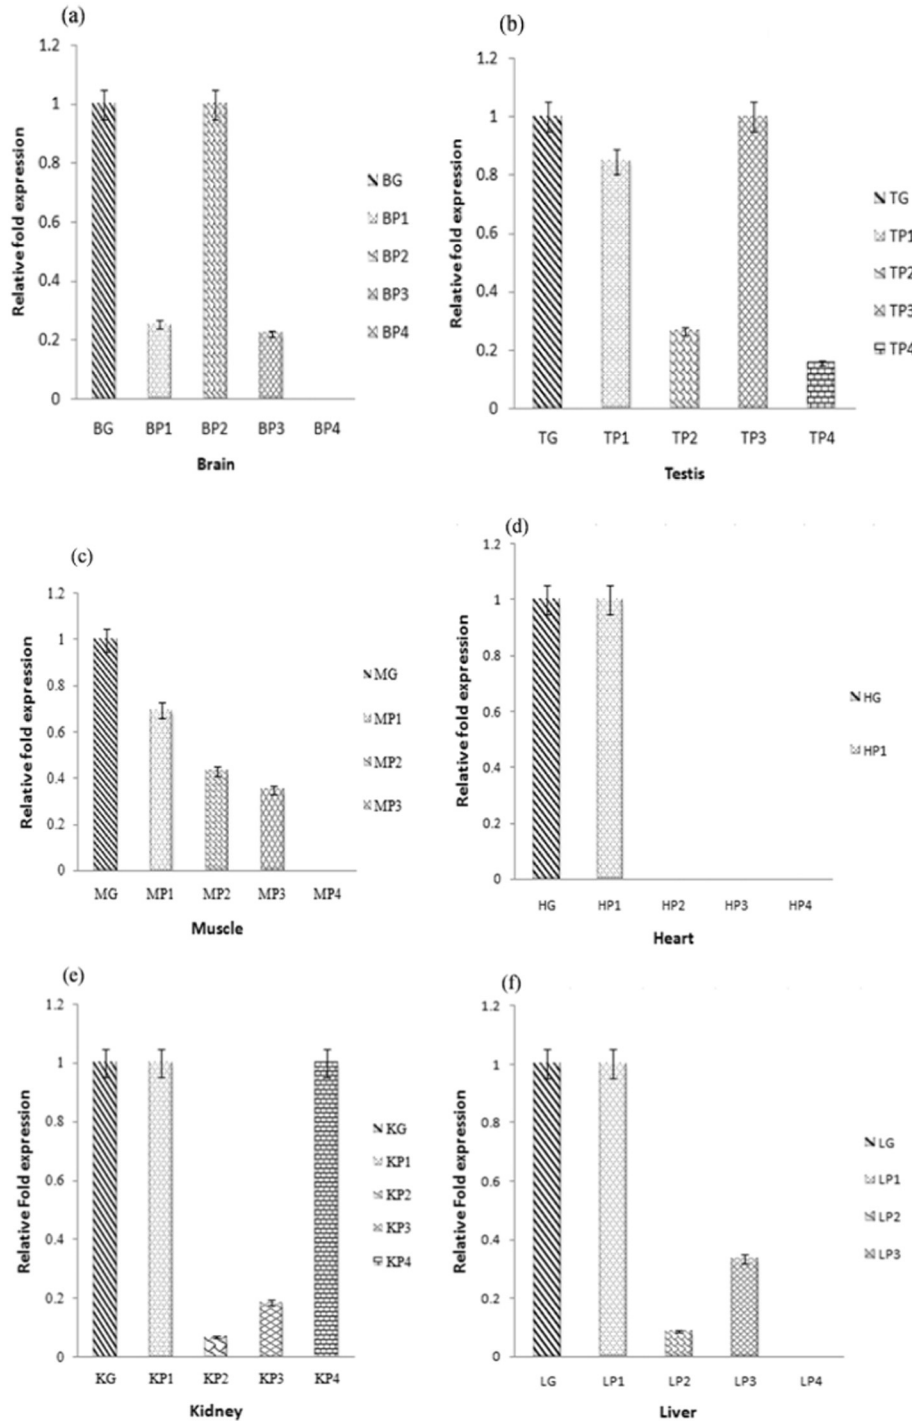 (a)
Relative fold expression
1.2
1
0.8
0.6
0.4
0.2
0
BG BP1 BP2 BP3 BP4
Brain
BG
BP1
BP2
BP3
BP4
(b)
Relative fold expression
1.2
1
0.8
0.6
0.4
0.2
0
TG TP1 TP2 TP3 TP4
Testis
TG
TP1
TP2
TP3
TP4
(c)
Relative fold expression
1.2
1
0.8
0.6
0.4
0.2
0
MG MP1 MP2 MP3 MP4
Muscle
MG
MP1
MP2
MP3
(d)
Relative fold expression
1.2
1
0.8
0.6
0.4
0.2
0
HG HP1 HP2 HP3 HP4
Heart
HG
HP1
(e)
Relative Fold expression
1.2
1
0.8
0.6
0.4
0.2
0
KG KP1 KP2 KP3 KP4
Kidney
KG
KP1
KP2
KP3
KP4
(f)
Relative Fold expression
1.2
1
0.8
0.6
0.4
0.2
0
LG LP1 LP2 LP3 LP4
Liver
LG
LP1
LP2
LP3